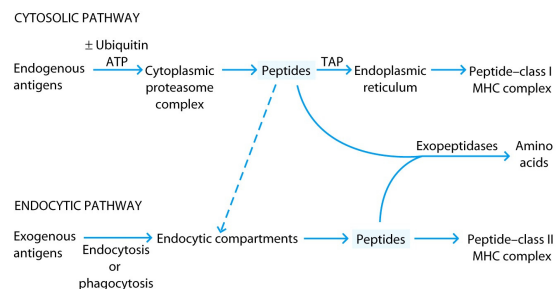 CYTOSOLIC PATHWAY
± Ubiquitin
ATP
TAP
Endogenous
antigens
Cytoplasmic
proteasome
complex
Peptides
Endoplasmic
reticulum
Peptide–class I
MHC complex
Exopeptidases
Amino
acids
ENDOCYTIC PATHWAY
Exogenous
antigens
Endocytosis
or
phagocytosis
Endocytic compartments
Peptides
Peptide–class II
MHC complex